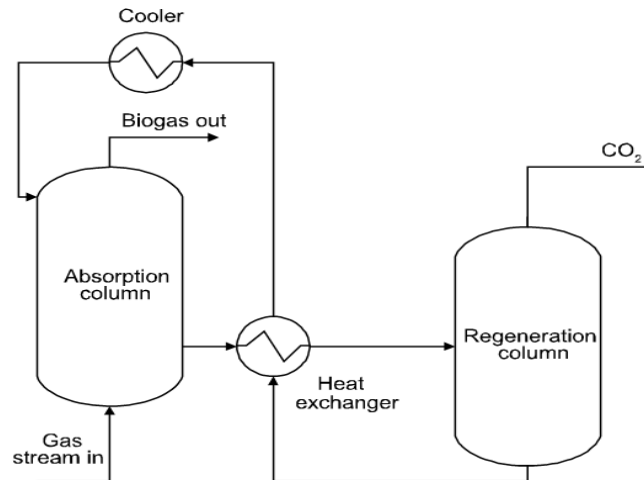 Cooler
Biogas out
CO₂
Absorption
column
Regeneration
column
Heat
exchanger
Gas
stream in